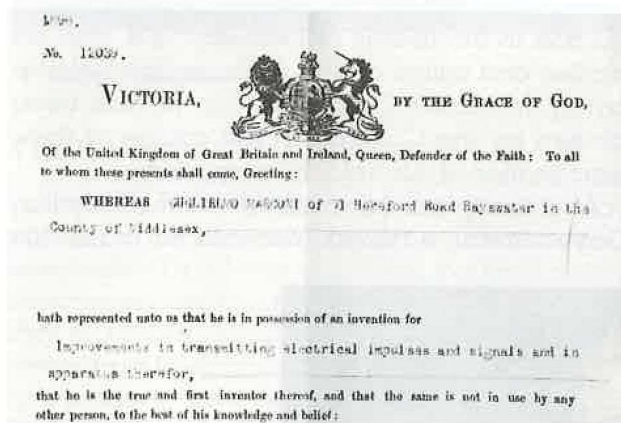 No. 12039.
VICTORIA, BY THE GRACE OF GOD,
Of the United Kingdom of Great Britain and Ireland, Queen, Defender of the Faith: To all
to whom these presents shall come, Greeting:
WHEREAS GUGLIELMO MARCONI of 71 Hereford Road Bayswater in the
County of Middlesex,
hath represented unto us that he is in possession of an invention for
Improvements in transmitting electrical impulses and signals and in
apparatus therefor,
that he is the true and first inventor thereof, and that the same is not in use by any
other person, to the best of his knowledge and belief: